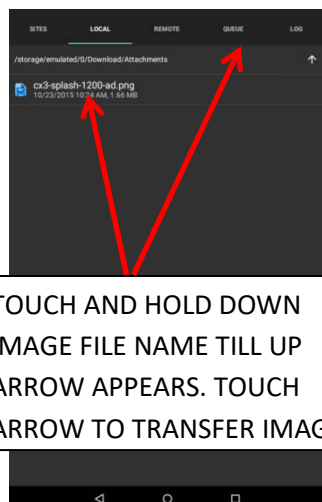 SITES LOCAL REMOTE QUEUE LOG
/storage/emulated/0/Download/Attachments
cx3-splash-1200-ad.png
10/23/2015 10:24 AM, 1.66 MB
TOUCH AND HOLD DOWN
IMAGE FILE NAME TILL UP
ARROW APPEARS. TOUCH
ARROW TO TRANSFER IMAG